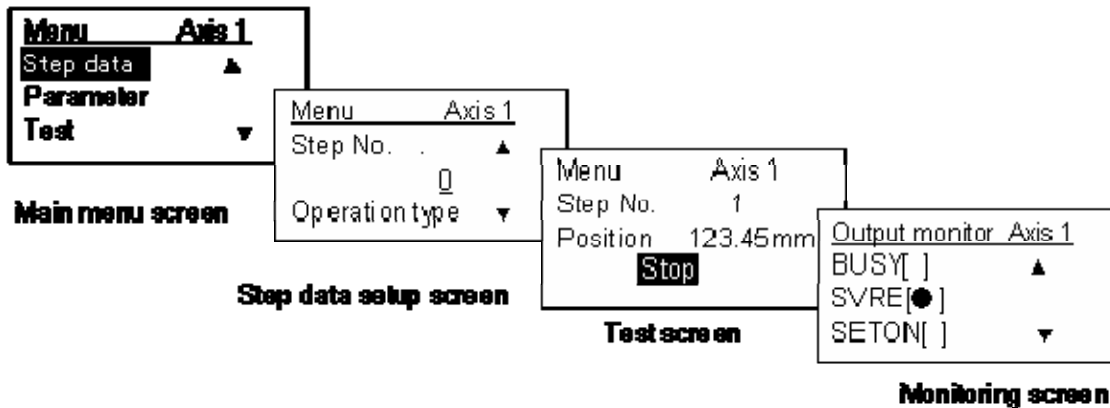 Menu Axis 1
Step data ▲
Parameter
Test ▼
Main menu screen
Menu Axis 1
Step No. . ▲
0
Operation type ▼
Step data setup screen
Menu Axis 1
Step No. 1
Position 123.45mm
Stop
Test screen
Output monitor Axis 1
BUSY[ ] ▲
SVRE[●]
SETON[ ] ▼
Monitoring screen